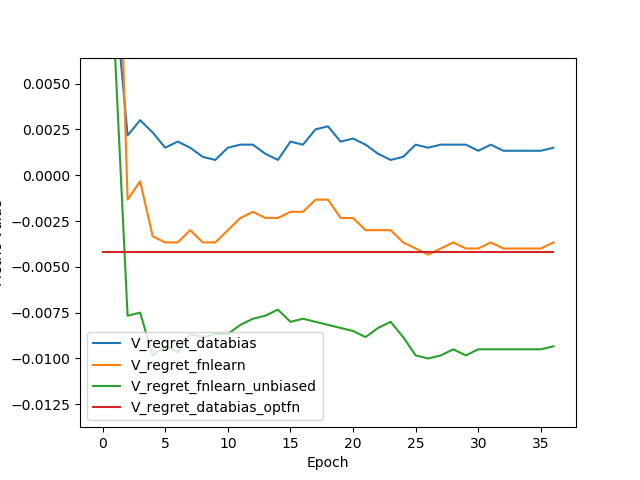 0.0050
0.0025
0.0000
−0.0025
−0.0050
−0.0075
−0.0100
−0.0125
V_regret_databias
V_regret_fnlearn
V_regret_fnlearn_unbiased
V_regret_databias_optfn
0 5 10 15 20 25 30 35
Epoch